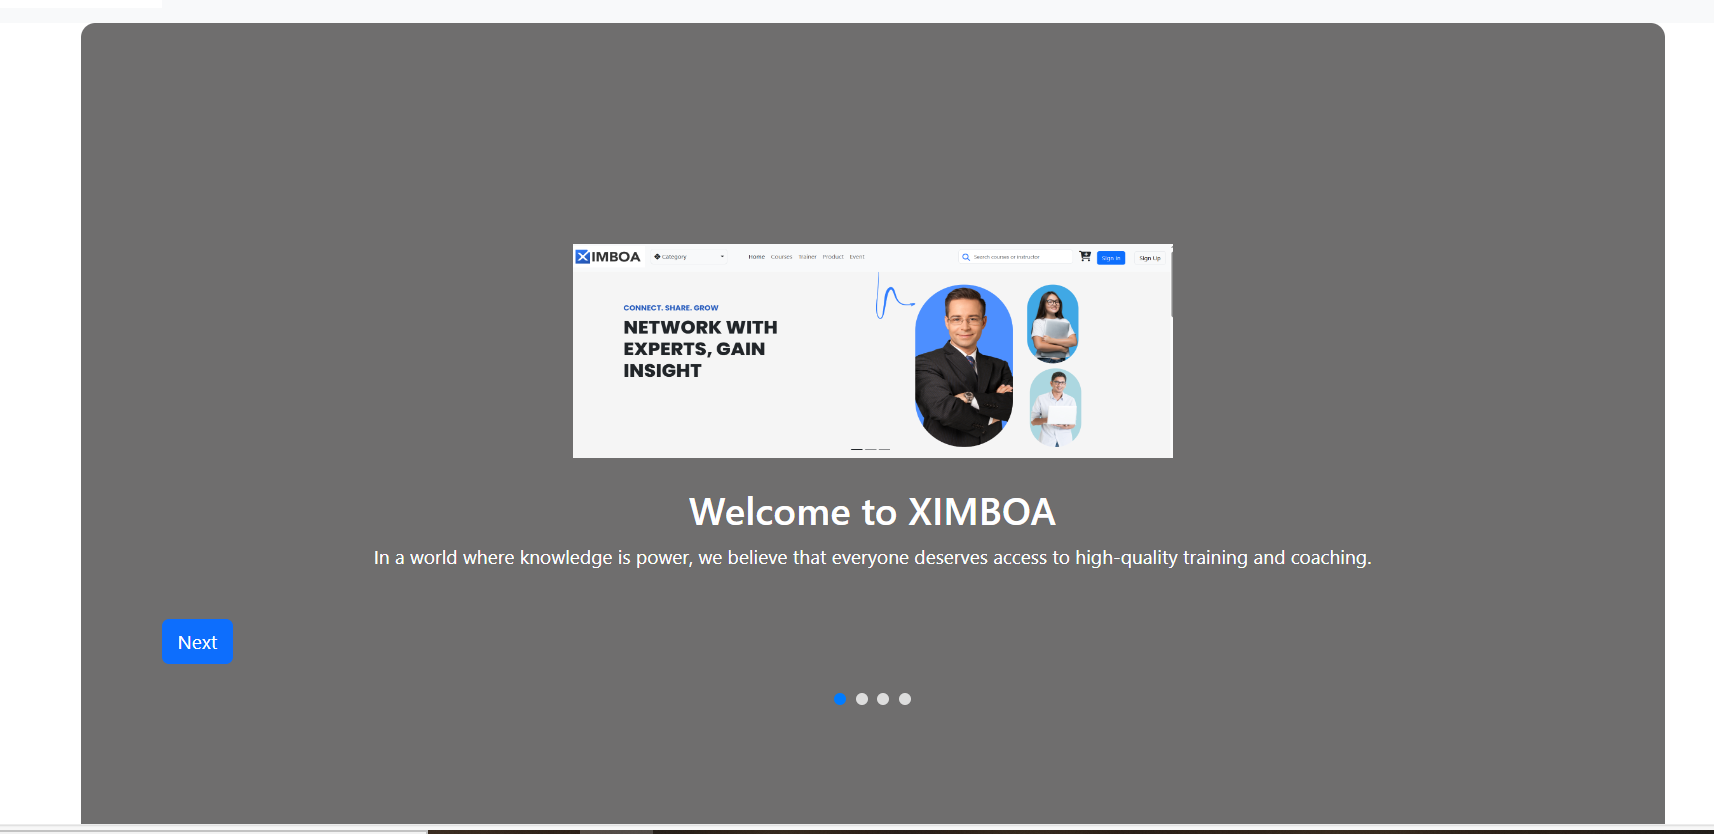 XIMBOA Category Home Courses Trainer Product Event Search courses or instructor Sign In Sign Up
CONNECT. SHARE. GROW
NETWORK WITH
EXPERTS, GAIN
INSIGHT
Welcome to XIMBOA
In a world where knowledge is power, we believe that everyone deserves access to high-quality training and coaching.
Next